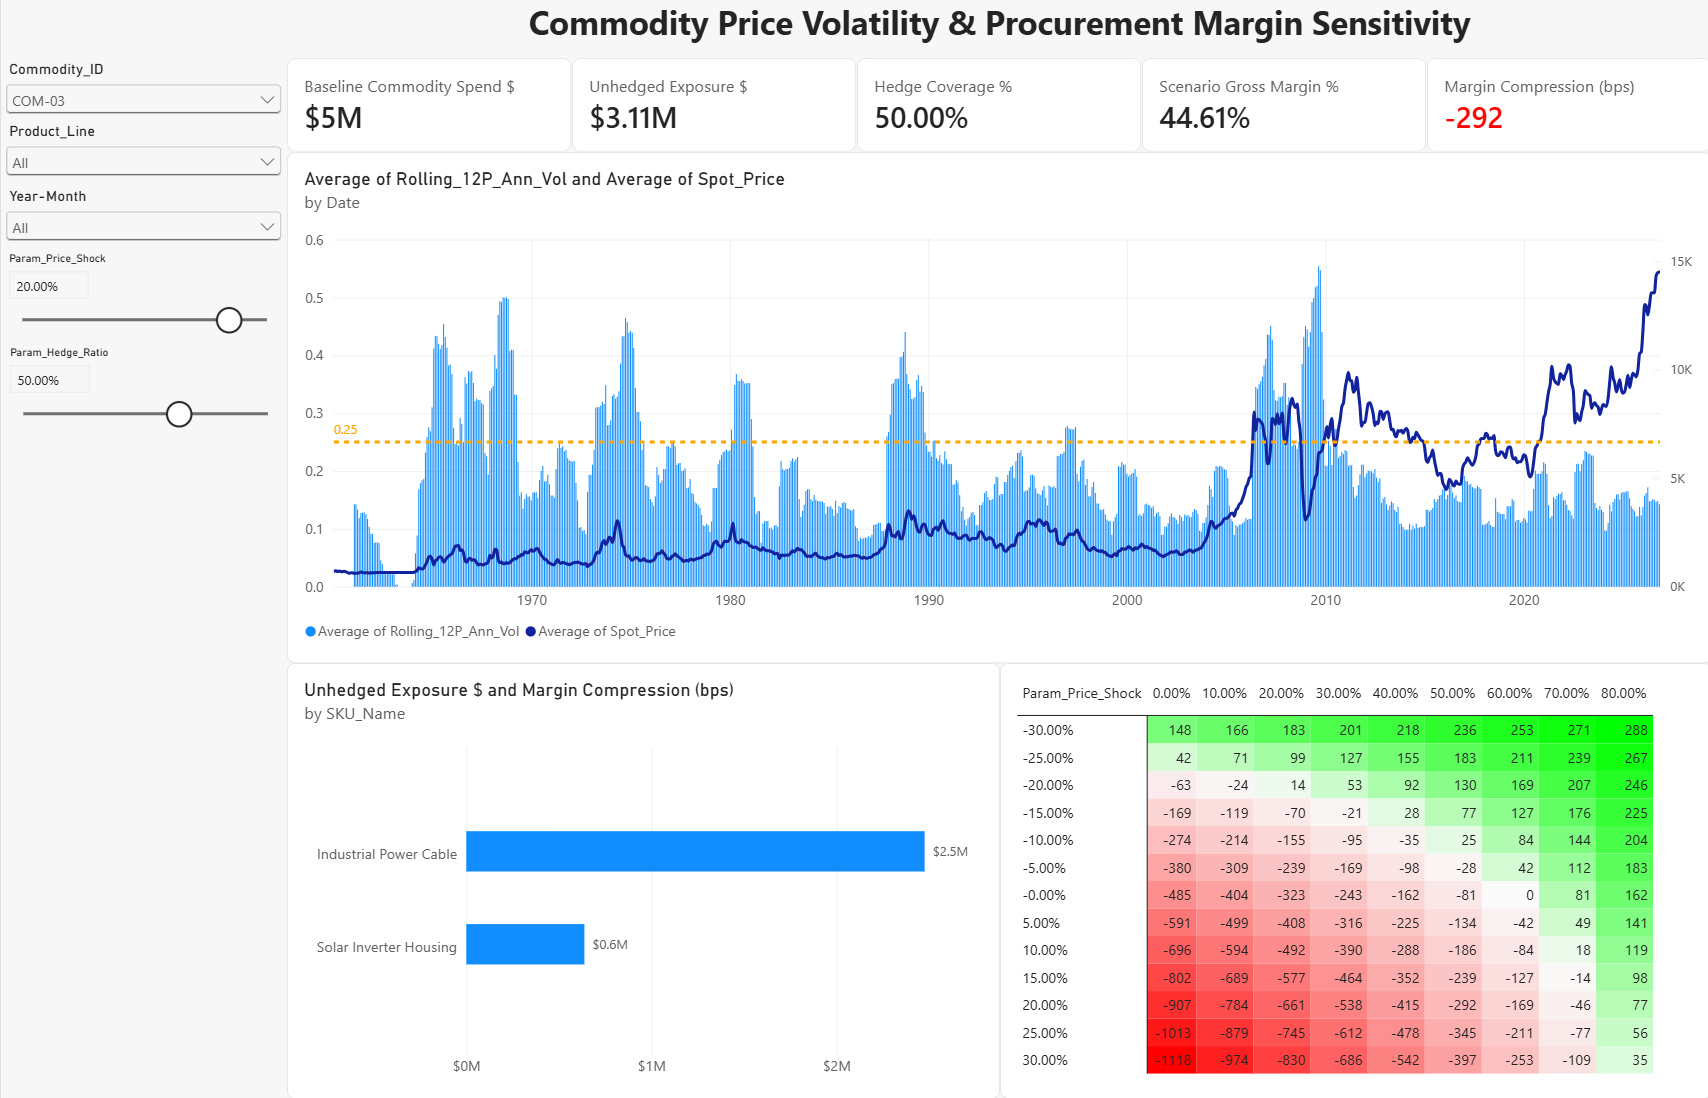 Commodity Price Volatility & Procurement Margin Sensitivity
Commodity_ID
COM-03
Product_Line
All
Year-Month
All
Param_Price_Shock
20.00%
Param_Hedge_Ratio
50.00%
Baseline Commodity Spend $
$5M
Unhedged Exposure $
$3.11M
Hedge Coverage %
50.00%
Scenario Gross Margin %
44.61%
Margin Compression (bps)
-292
Average of Rolling_12P_Ann_Vol and Average of Spot_Price
by Date
0.6
0.5
0.4
0.3
0.25
0.2
0.1
0.0
15K
10K
5K
0K
1970 1980 1990 2000 2010 2020
Average of Rolling_12P_Ann_Vol Average of Spot_Price
Unhedged Exposure $ and Margin Compression (bps)
by SKU_Name
Industrial Power Cable $2.5M
Solar Inverter Housing $0.6M
$0M $1M $2M
Param_Price_Shock 0.00% 10.00% 20.00% 30.00% 40.00% 50.00% 60.00% 70.00% 80.00%
-30.00% 148 166 183 201 218 236 253 271 288
-25.00% 42 71 99 127 155 183 211 239 267
-20.00% -63 -24 14 53 92 130 169 207 246
-15.00% -169 -119 -70 -21 28 77 127 176 225
-10.00% -274 -214 -155 -95 -35 25 84 144 204
-5.00% -380 -309 -239 -169 -98 -28 42 112 183
-0.00% -485 -404 -323 -243 -162 -81 0 81 162
5.00% -591 -499 -408 -316 -225 -134 -42 49 141
10.00% -696 -594 -492 -390 -288 -186 -84 18 119
15.00% -802 -689 -577 -464 -352 -239 -127 -14 98
20.00% -907 -784 -661 -538 -415 -292 -169 -46 77
25.00% -1013 -879 -745 -612 -478 -345 -211 -77 56
30.00% -1118 -974 -830 -686 -542 -397 -253 -109 35